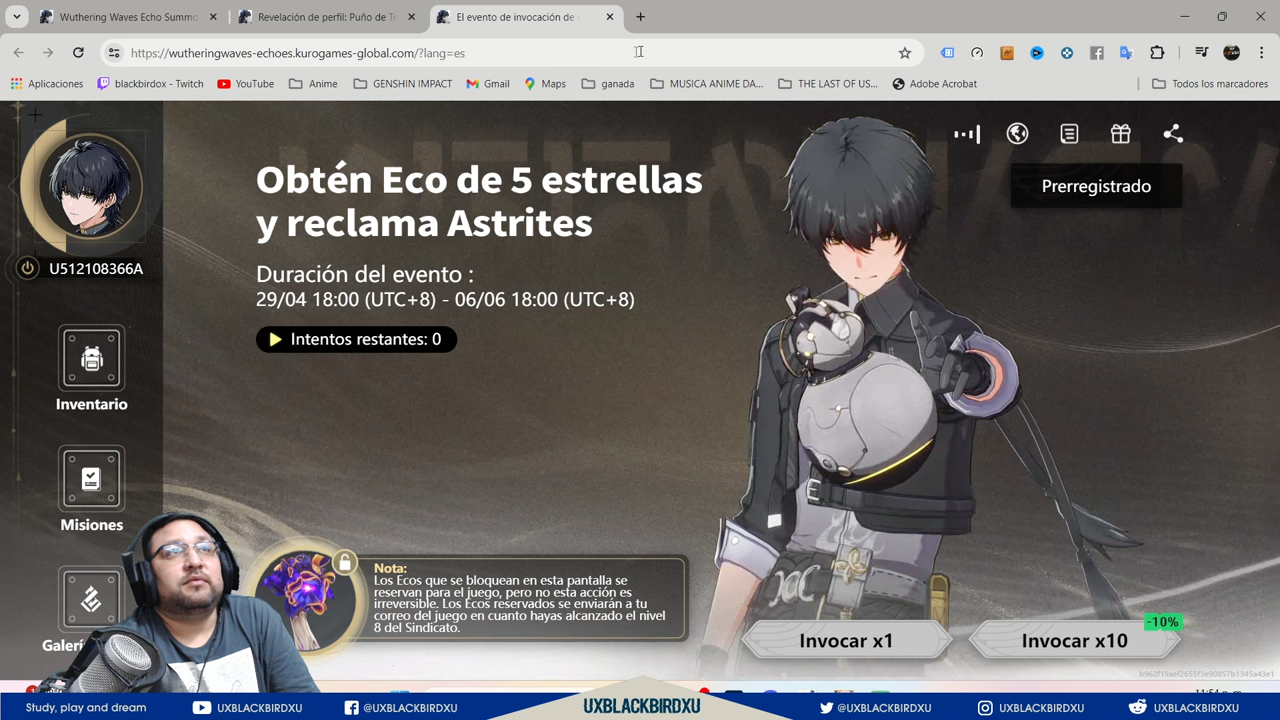 Wuthering Waves Echo Summo
Revelación de perfil: Puño de T
El evento de invocación de
https://wutheringwaves-echoes.kurogames-global.com/?lang=es
Aplicaciones
blackbirdox - Twitch
YouTube
Anime
GENSHIN IMPACT
Gmail
Maps
ganada
MUSICA ANIME DA...
THE LAST OF US...
Adobe Acrobat
Todos los marcadores
Obtén Eco de 5 estrellas
y reclama Astrites
Prerregistrado
U512108366A
Duración del evento :
29/04 18:00 (UTC+8) - 06/06 18:00 (UTC+8)
Intentos restantes: 0
Inventario
Misiones
Nota:
Los Ecos que se bloquean en esta pantalla se
reservan para el juego, pero no esta acción es
irreversible. Los Ecos reservados se enviarán a tu
correo del juego en cuanto hayas alcanzado el nivel
8 del Sindicato.
-10%
Invocar x1
Invocar x10
b962f19aef2655f3e90857b1345a43e1
Study, play and dream
UXBLACKBIRDXU
@UXBLACKBIRDXU
UXBLACKBIRDXU
@UXBLACKBIRDXU
UXBLACKBIRDXU
UXBLACKBIRDXU